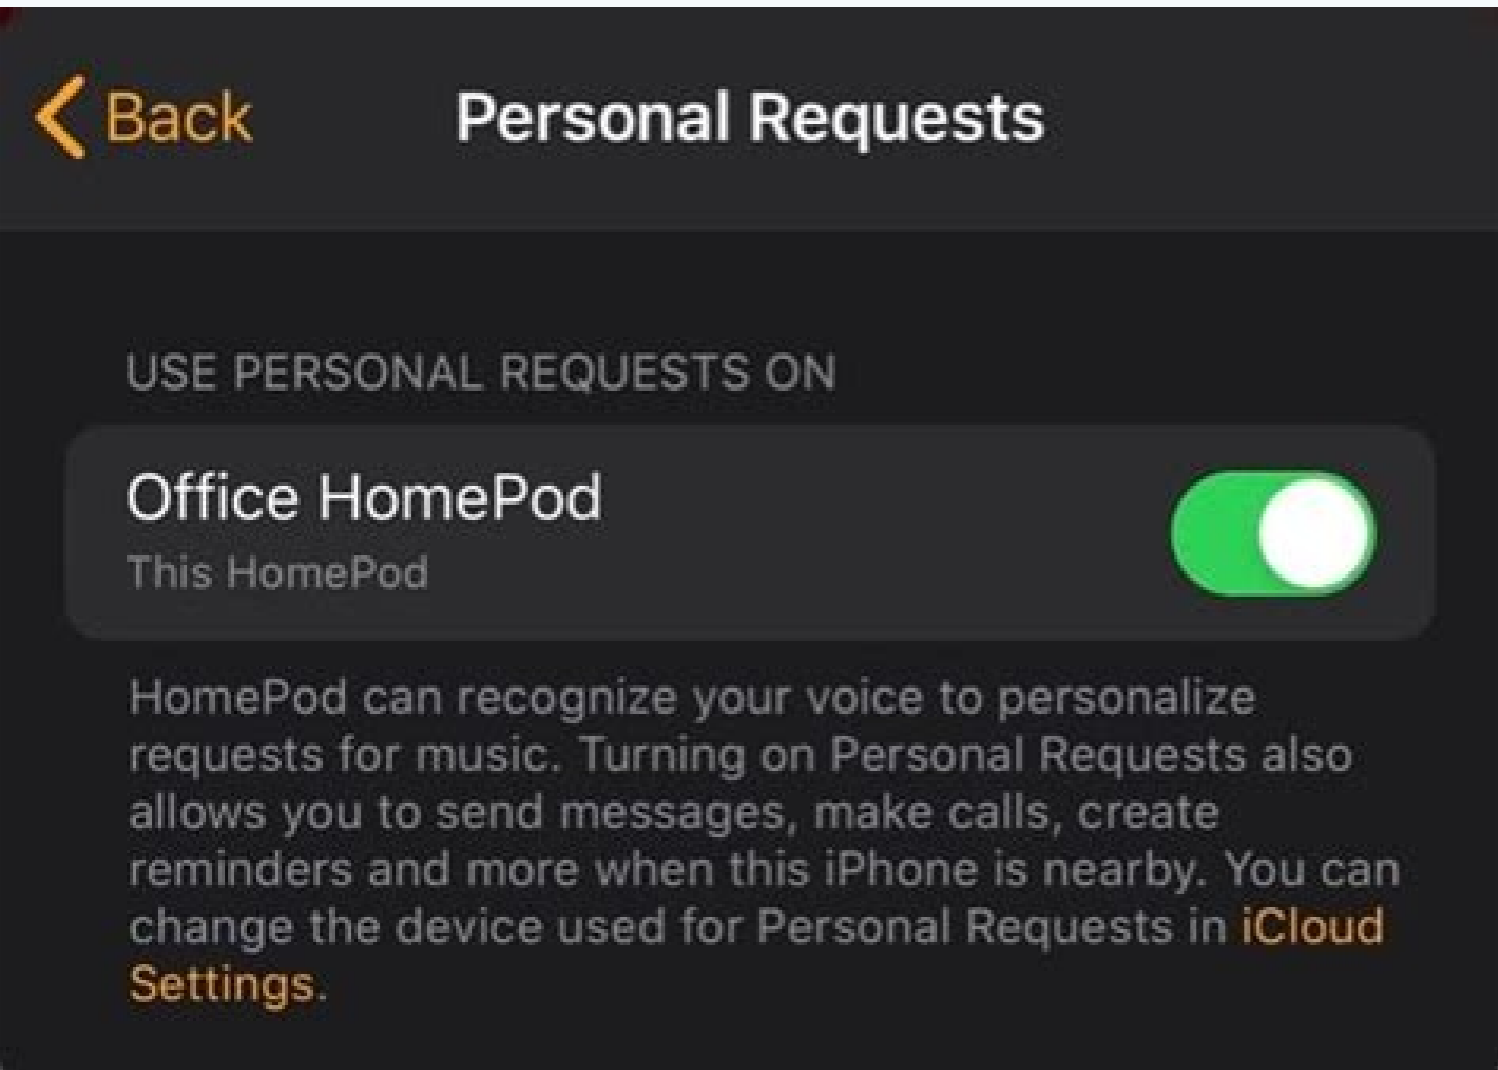 Back
Personal Requests
USE PERSONAL REQUESTS ON
Office HomePod
This HomePod
HomePod can recognize your voice to personalize
requests for music. Turning on Personal Requests also
allows you to send messages, make calls, create
reminders and more when this iPhone is nearby. You can
change the device used for Personal Requests in iCloud
Settings.